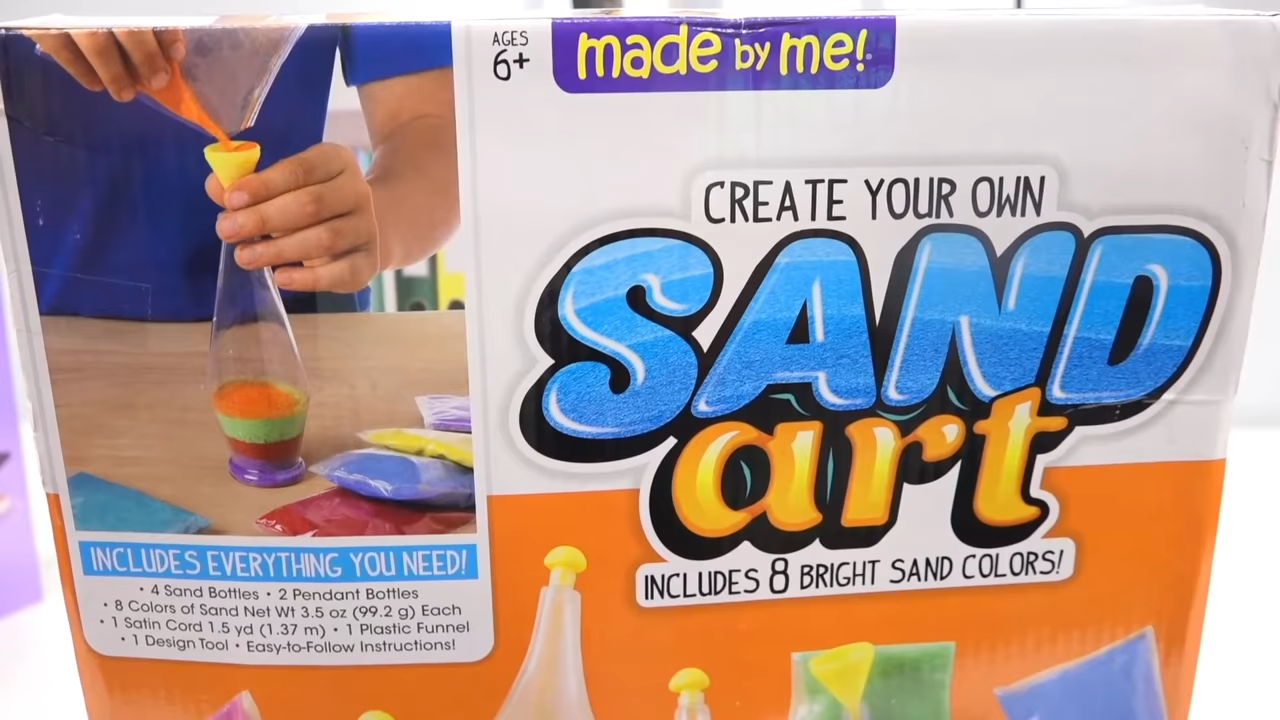 AGES
6+
made by me!
CREATE YOUR OWN
SAND
art
INCLUDES 8 BRIGHT SAND COLORS!
INCLUDES EVERYTHING YOU NEED!
• 4 Sand Bottles • 2 Pendant Bottles
• 8 Colors of Sand Net Wt 3.5 oz (99.2 g) Each
• 1 Satin Cord 1.5 yd (1.37 m) • 1 Plastic Funnel
• 1 Design Tool • Easy-to-Follow Instructions!